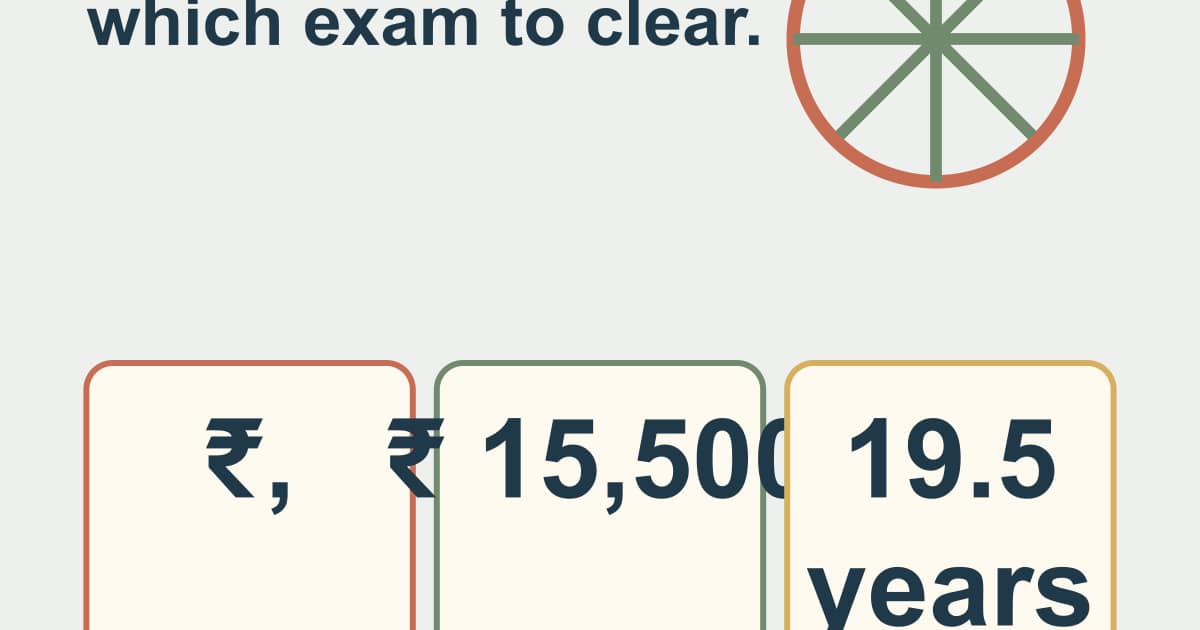 which exam to clear.
₹,
₹ 15,500
19.5
years